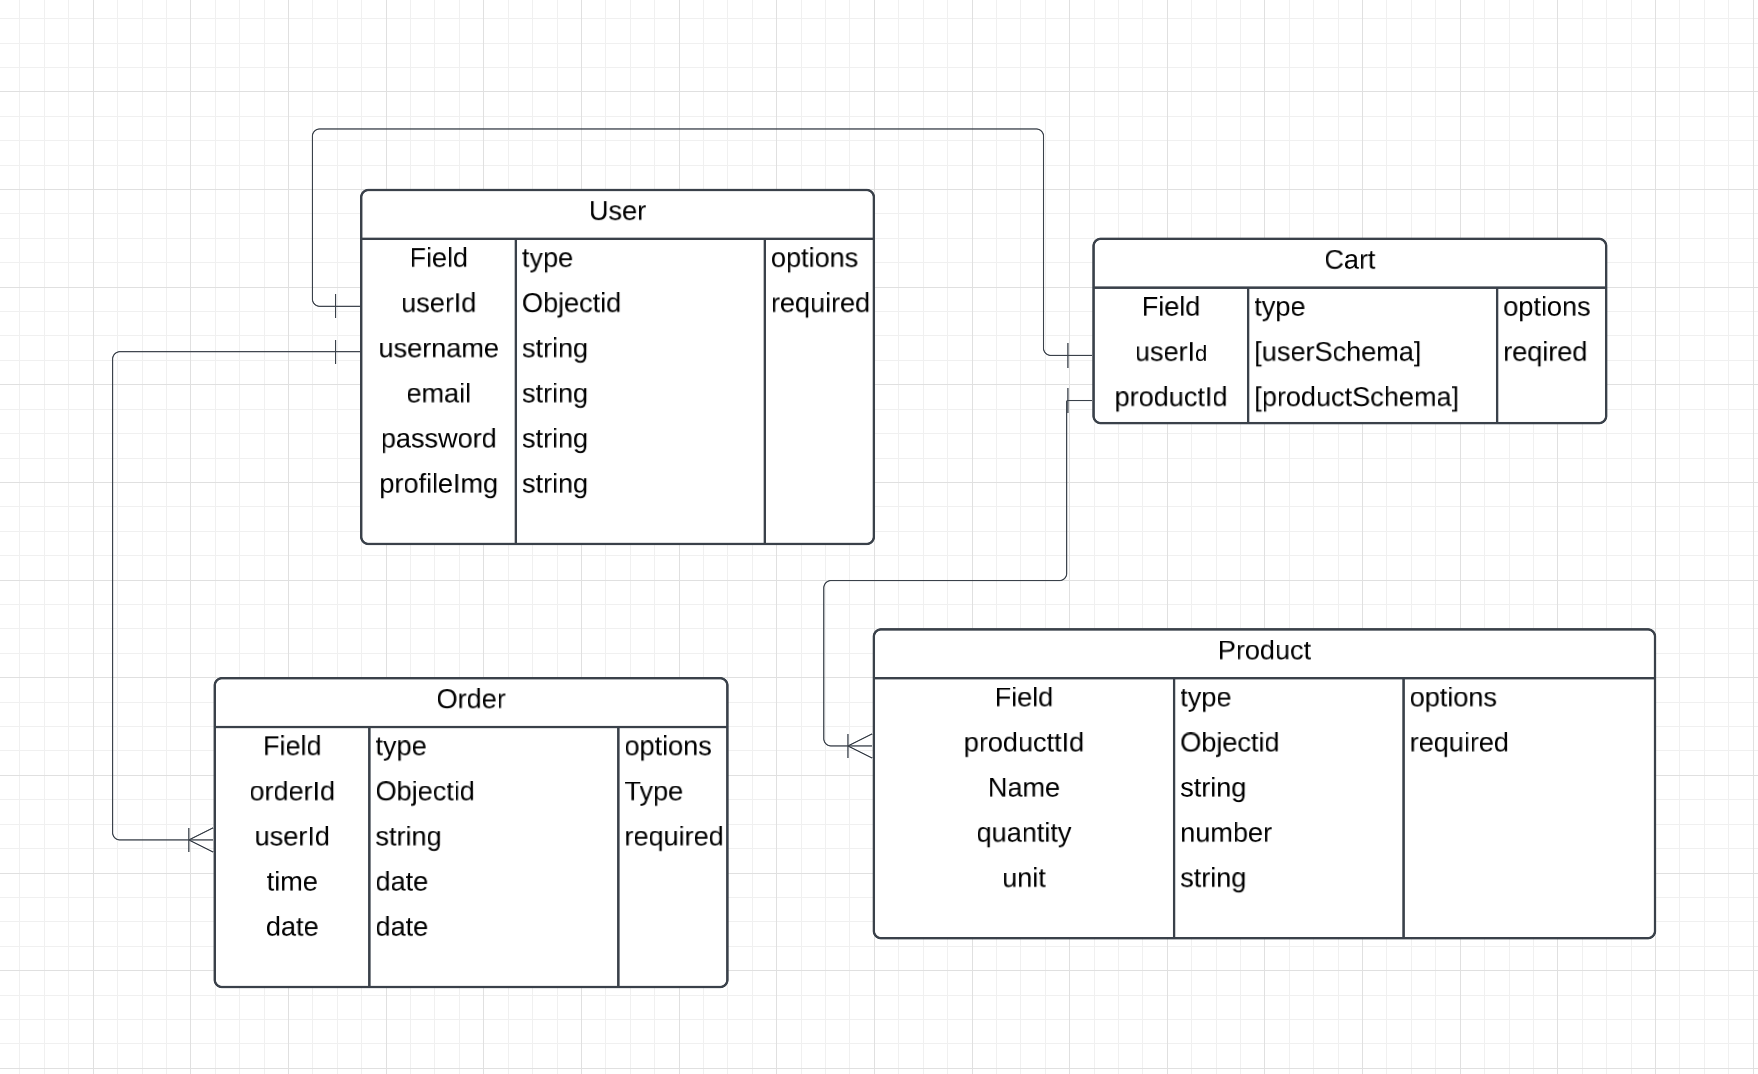 User
Field type options
userId Objectid required
username string
email string
password string
profileImg string
Cart
Field type options
userId [userSchema] reqired
productId [productSchema]
Order
Field type options
orderId Objectid Type
userId string required
time date
date date
Product
Field type options
producttId Objectid required
Name string
quantity number
unit string